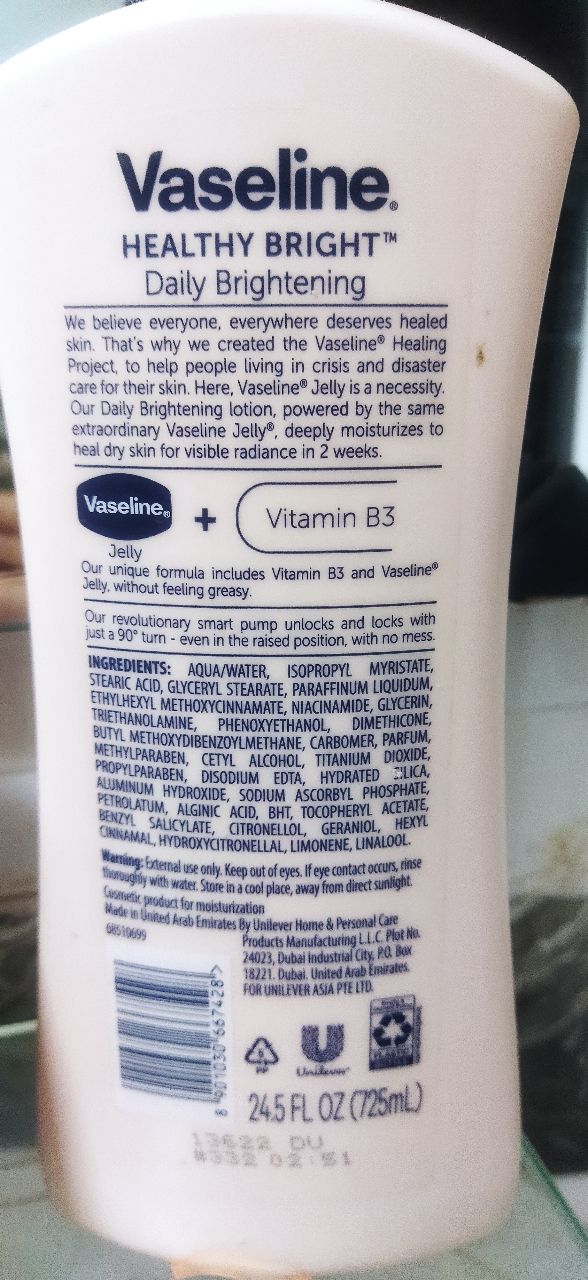 Vaseline®
HEALTHY BRIGHT™
Daily Brightening
We believe everyone, everywhere deserves healed
skin. That's why we created the Vaseline® Healing
Project, to help people living in crisis and disaster
care for their skin. Here, Vaseline® Jelly is a necessity.
Our Daily Brightening lotion, powered by the same
extraordinary Vaseline Jelly®, deeply moisturizes to
heal dry skin for visible radiance in 2 weeks.
Vaseline® + Vitamin B3
Jelly
Our unique formula includes Vitamin B3 and Vaseline®
Jelly, without feeling greasy.
Our revolutionary smart pump unlocks and locks with
just a 90° turn - even in the raised position, with no mess.
INGREDIENTS: AQUA/WATER, ISOPROPYL MYRISTATE,
STEARIC ACID, GLYCERYL STEARATE, PARAFFINUM LIQUIDUM,
ETHYLHEXYL METHOXYCINNAMATE, NIACINAMIDE, GLYCERIN,
TRIETHANOLAMINE, PHENOXYETHANOL, DIMETHICONE,
BUTYL METHOXYDIBENZOYLMETHANE, CARBOMER, PARFUM,
METHYLPARABEN, CETYL ALCOHOL, TITANIUM DIOXIDE,
PROPYLPARABEN, DISODIUM EDTA, HYDRATED SILICA,
ALUMINUM HYDROXIDE, SODIUM ASCORBYL PHOSPHATE,
PETROLATUM, ALGINIC ACID, BHT, TOCOPHERYL ACETATE,
BENZYL SALICYLATE, CITRONELLOL, GERANIOL, HEXYL
CINNAMAL, HYDROXYCITRONELLAL, LIMONENE, LINALOOL.
Warning: External use only. Keep out of eyes. If eye contact occurs, rinse
thoroughly with water. Store in a cool place, away from direct sunlight.
Cosmetic product for moisturization
Made in United Arab Emirates By Unilever Home & Personal Care
68510699
Products Manufacturing L.L.C. Plot No.
24023, Dubai Industrial City, P.O. Box
18221. Dubai. United Arab Emirates.
FOR UNILEVER ASIA PTE LTD.
8 901030 667428
5
PP
Unilever
24.5 FL OZ (725mL)
13622 DU
#332 02:51